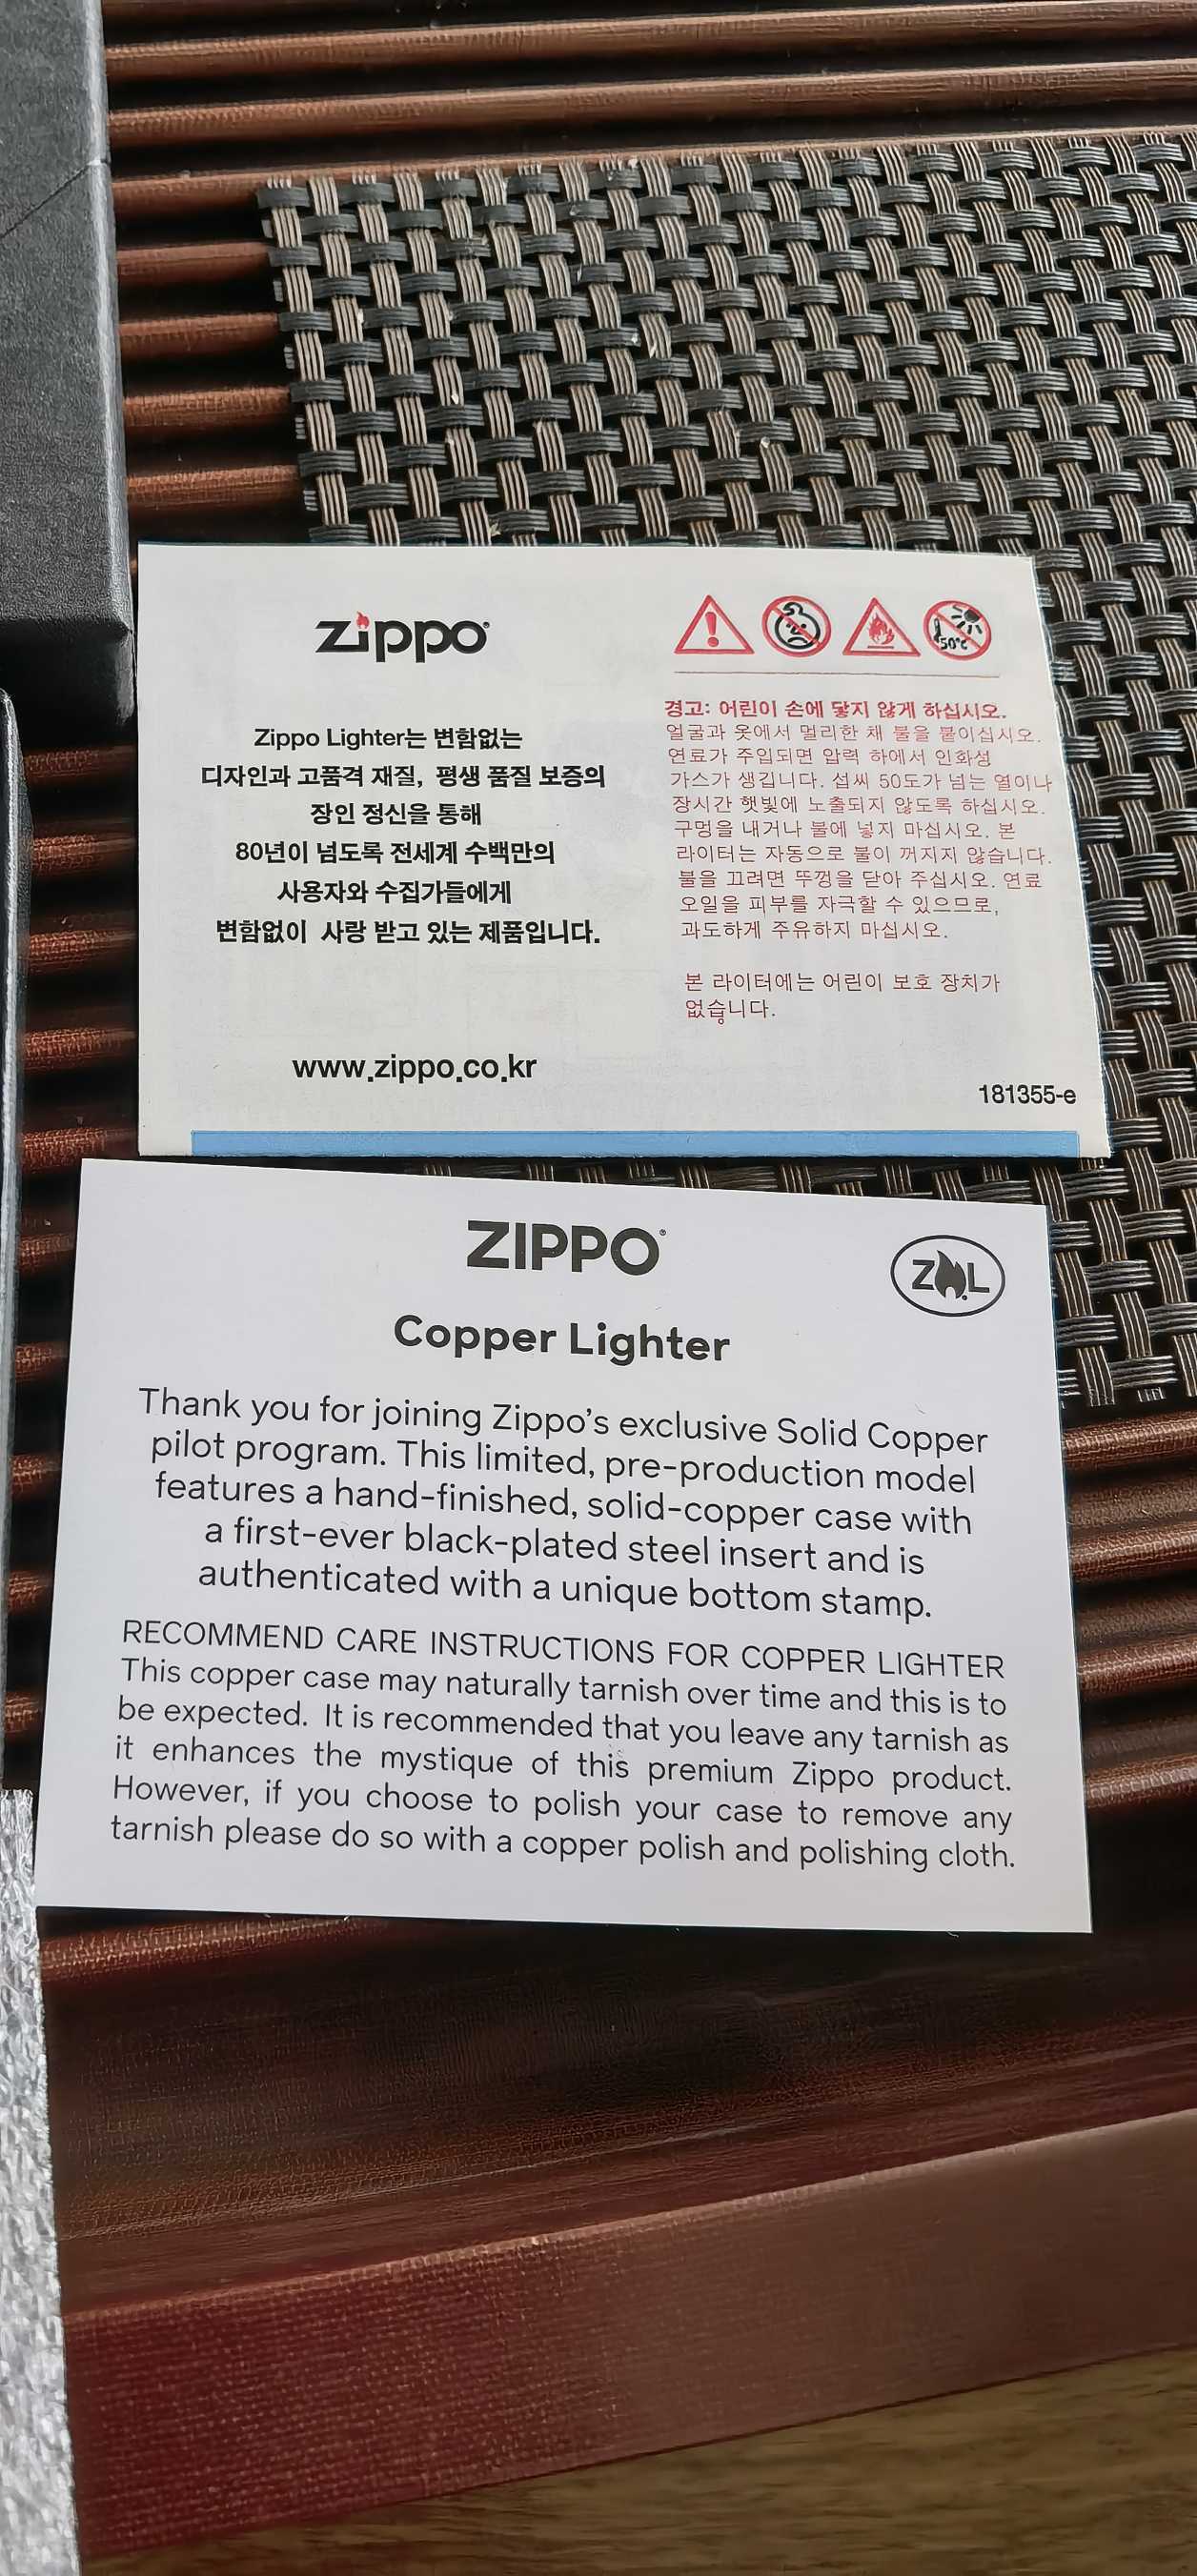 zippo
Zippo Lighter는 변함없는
디자인과 고품격 재질, 평생 품질 보증의
장인 정신을 통해
80년이 넘도록 전세계 수백만의
사용자와 수집가들에게
변함없이 사랑 받고 있는 제품입니다.
www.zippo.co.kr
50℃
경고: 어린이 손에 닿지 않게 하십시오.
얼굴과 옷에서 멀리한 채 불을 붙이십시오.
연료가 주입되면 압력 하에서 인화성
가스가 생깁니다. 섭씨 50도가 넘는 열이나
장시간 햇빛에 노출되지 않도록 하십시오.
구멍을 내거나 불에 넣지 마십시오. 본
라이터는 자동으로 불이 꺼지지 않습니다.
불을 끄려면 뚜껑을 닫아 주십시오. 연료
오일을 피부를 자극할 수 있으므로,
과도하게 주유하지 마십시오.
본 라이터에는 어린이 보호 장치가
없습니다.
181355-e
ZIPPO
ZL
Copper Lighter
Thank you for joining Zippo's exclusive Solid Copper
pilot program. This limited, pre-production model
features a hand-finished, solid-copper case with
a first-ever black-plated steel insert and is
authenticated with a unique bottom stamp.
RECOMMEND CARE INSTRUCTIONS FOR COPPER LIGHTER
This copper case may naturally tarnish over time and this is to
be expected. It is recommended that you leave any tarnish as
it enhances the mystique of this premium Zippo product.
However, if you choose to polish your case to remove any
tarnish please do so with a copper polish and polishing cloth.